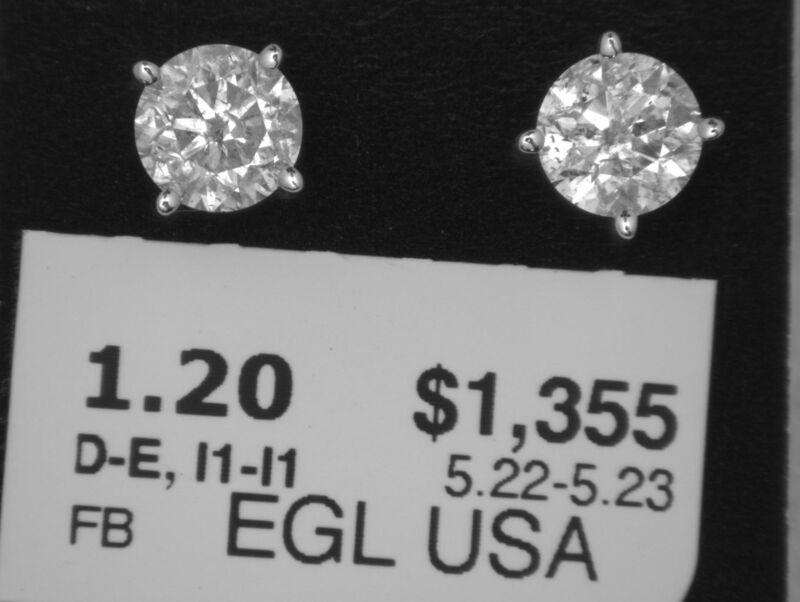 1.20 $1,355
D-E, I1-I1 5.22-5.23
FB EGL USA